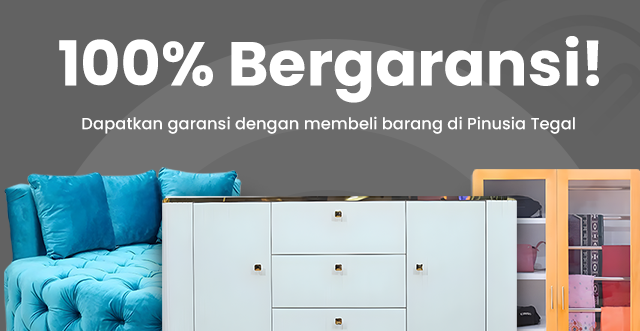 100% Bergaransi!
Dapatkan garansi dengan membeli barang di Pinusia Tegal